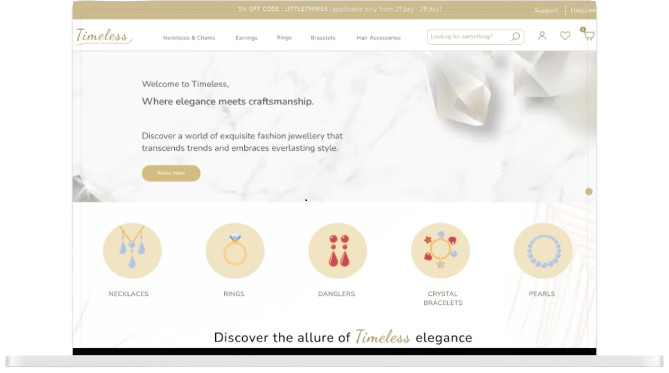 5% OFF CODE : LITTLETHINGS (applicable only from 27 July - 29 July)
Support | Helpline
Timeless
Necklaces & Chains
Earrings
Rings
Bracelets
Hair Accessories
Looking for something?
Welcome to Timeless,
Where elegance meets craftsmanship.
Discover a world of exquisite fashion jewellery that
transcends trends and embraces everlasting style.
Know more
NECKLACES
RINGS
DANGLERS
CRYSTAL
BRACELETS
PEARLS
Discover the allure of Timeless elegance